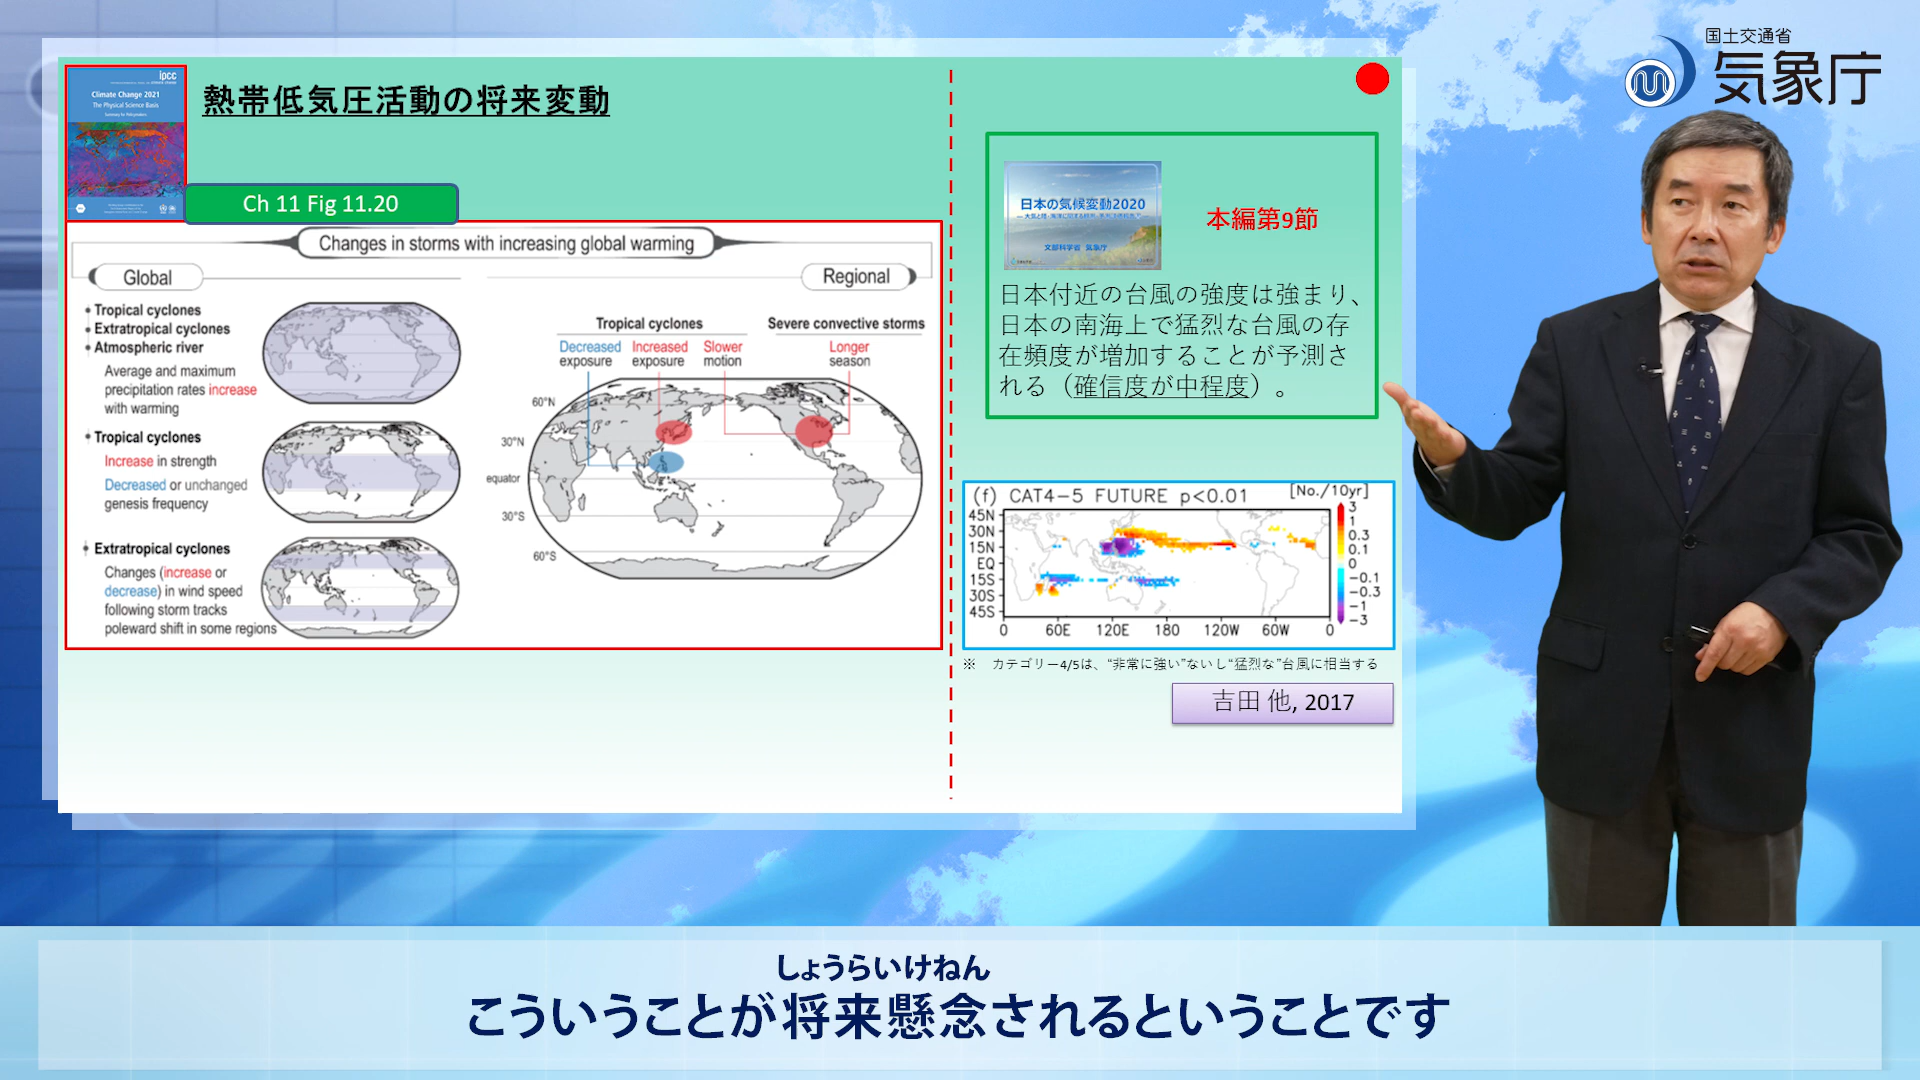 国土交通省
気象庁
ipcc
Climate Change 2021
The Physical Science Basis
Summary for Policymakers
熱帯低気圧活動の将来変動
Ch 11 Fig 11.20
Changes in storms with increasing global warming
Global
Regional
• Tropical cyclones
• Extratropical cyclones
• Atmospheric river
Average and maximum
precipitation rates increase
with warming
• Tropical cyclones
Increase in strength
Decreased or unchanged
genesis frequency
• Extratropical cyclones
Changes (increase or
decrease) in wind speed
following storm tracks
poleward shift in some regions
Tropical cyclones
Severe convective storms
Decreased exposure
Increased exposure
Slower motion
Longer season
60°N
30°N
equator
30°S
60°S
日本の気候変動2020
文部科学省 気象庁
本編第9節
日本付近の台風の強度は強まり、
日本の南海上で猛烈な台風の存
在頻度が増加することが予測さ
れる（確信度が中程度）。
(f) CAT4-5 FUTURE p<0.01 [No./10yr]
45N
30N
15N
EQ
15S
30S
45S
0 60E 120E 180 120W 60W 0
3
1
0.3
0.1
0
-0.1
-0.3
-1
-3
※ カテゴリー4/5は、“非常に強い”ないし“猛烈な”台風に相当する
吉田 他, 2017
しょうらいけねん
こういうことが将来懸念されるということです